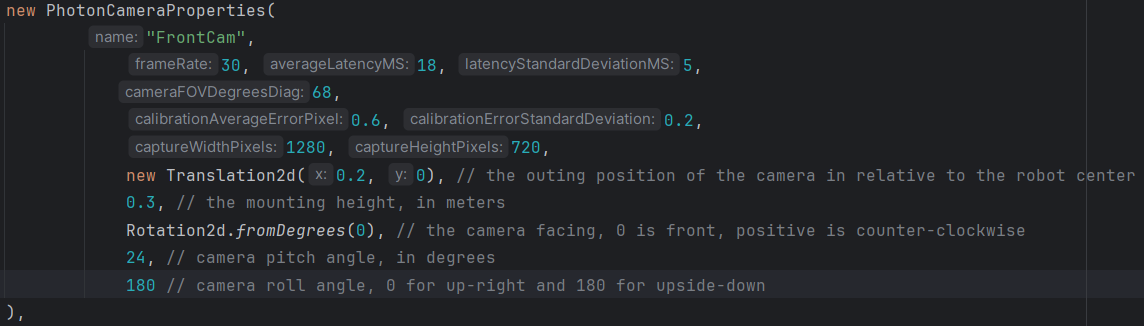 new PhotonCameraProperties(
name: "FrontCam",
frameRate: 30, averageLatencyMS: 18, latencyStandardDeviationMS: 5,
cameraFOVDegreesDiag: 68,
calibrationAverageErrorPixel: 0.6, calibrationErrorStandardDeviation: 0.2,
captureWidthPixels: 1280, captureHeightPixels: 720,
new Translation2d( x: 0.2, y: 0), // the outing position of the camera in relative to the robot center
0.3, // the mounting height, in meters
Rotation2d.fromDegrees(0), // the camera facing, 0 is front, positive is counter-clockwise
24, // camera pitch angle, in degrees
180 // camera roll angle, 0 for up-right and 180 for upside-down
),